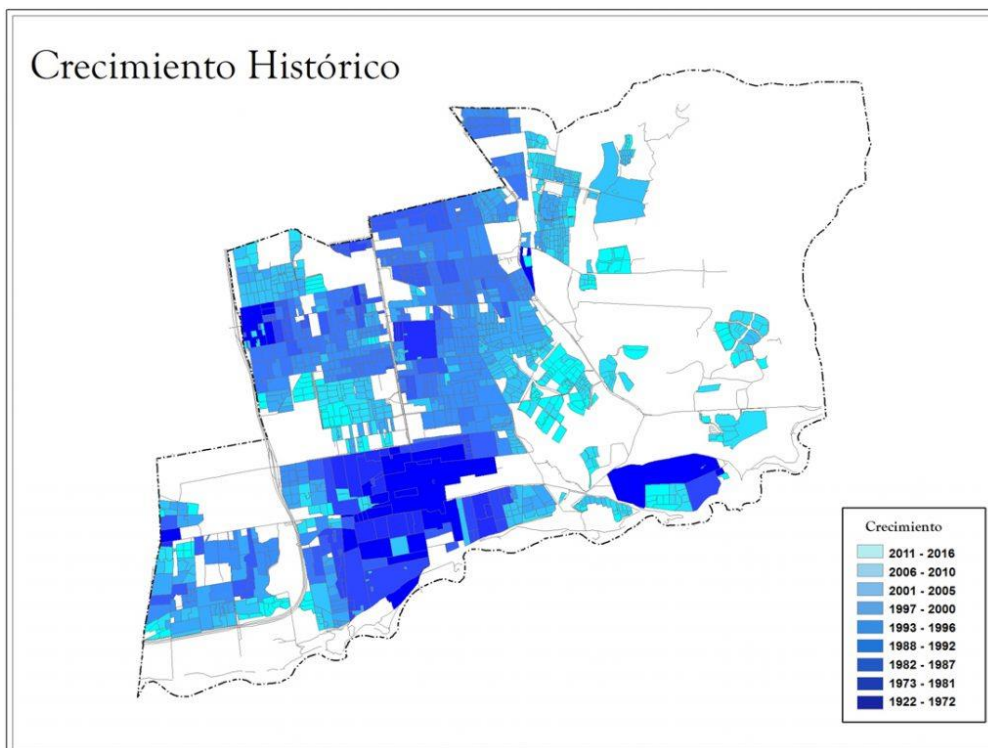 Crecimiento Histórico
Crecimiento
2011 - 2016
2006 - 2010
2001 - 2005
1997 - 2000
1993 - 1996
1988 - 1992
1982 - 1987
1973 - 1981
1922 - 1972